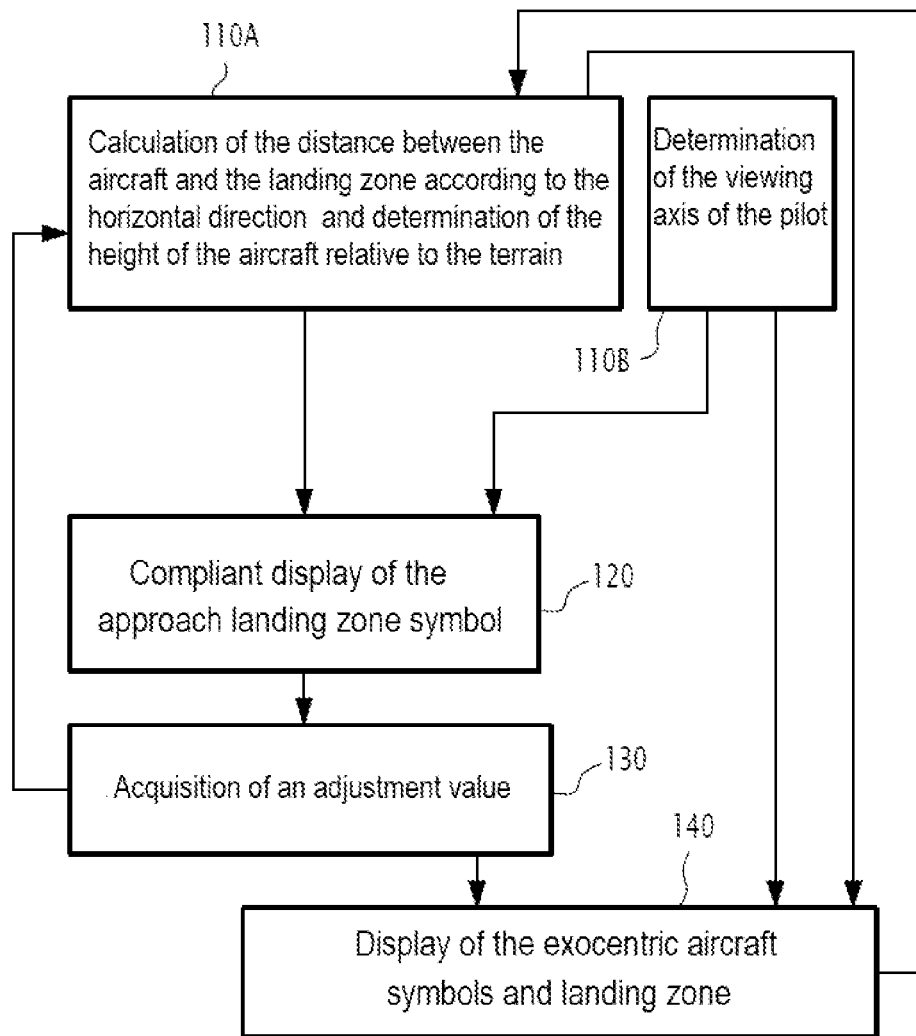 110A
Calculation of the distance between the
aircraft and the landing zone according to the
horizontal direction and determination of the
height of the aircraft relative to the terrain
Determination
of the viewing
axis of the pilot
110B
Compliant display of the
approach landing zone symbol
120
Acquisition of an adjustment value
130
140
Display of the exocentric aircraft
symbols and landing zone